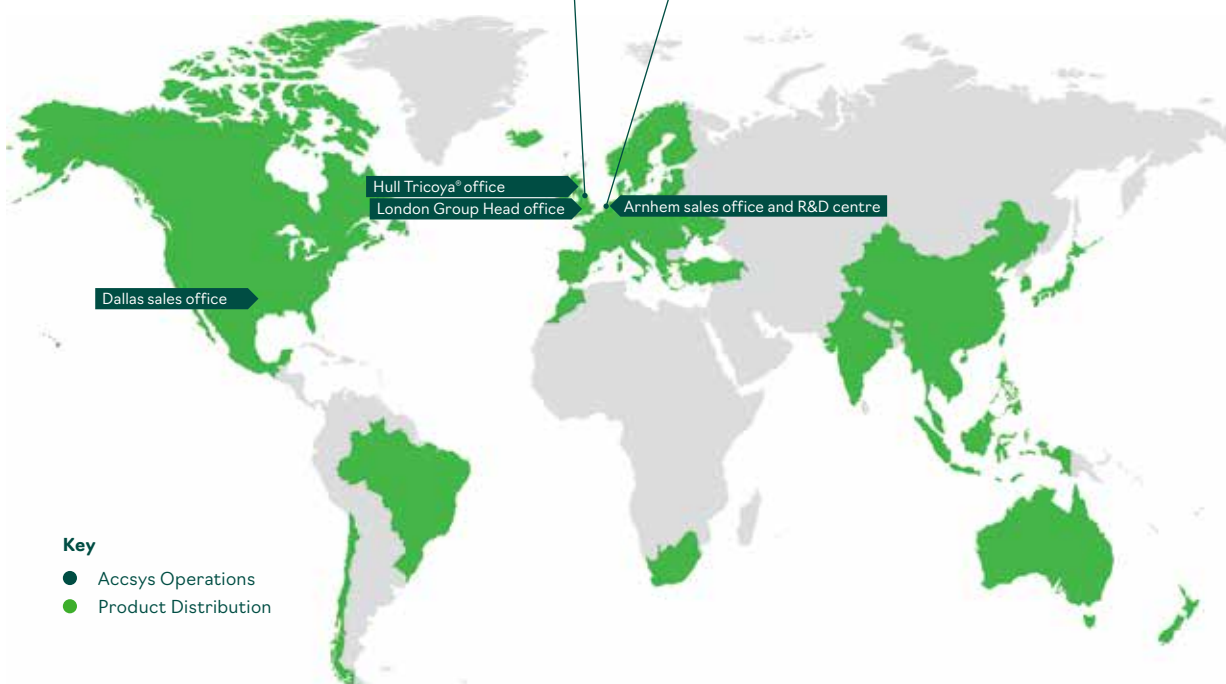 Hull Tricoya® office
London Group Head office
Arnhem sales office and R&D centre
Dallas sales office
Key
Accsys Operations
Product Distribution